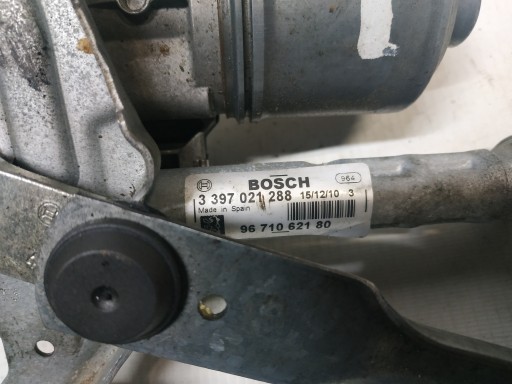 BOSCH 964
3 397 021 288 15/12/10 3
Made in Spain
96 710 621 80